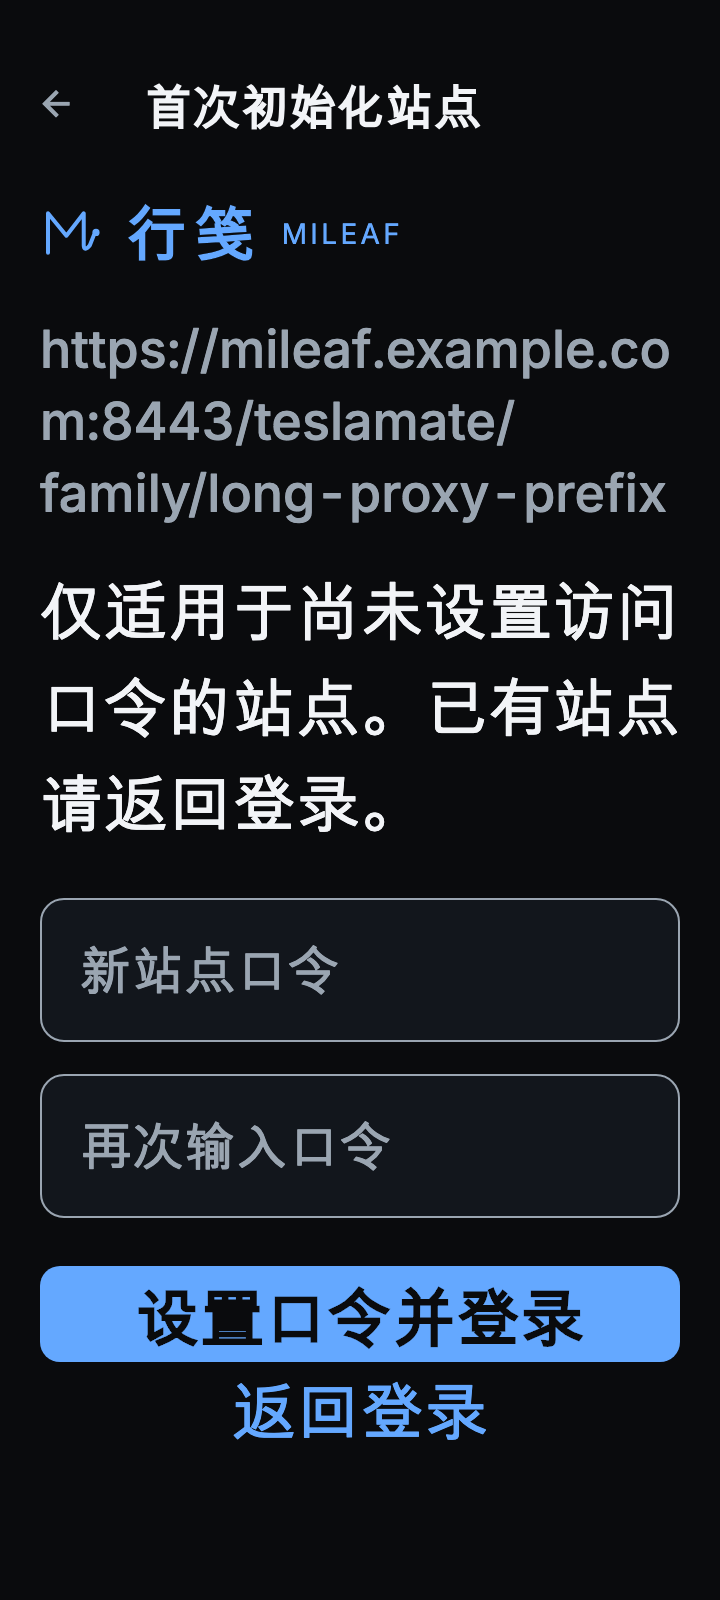 首次初始化站点
行笺 MILEAF
https://mileaf.example.co
m:8443/teslamate/
family/long-proxy-prefix
仅适用于尚未设置访问
口令的站点。已有站点
请返回登录。
新站点口令
再次输入口令
设置口令并登录
返回登录